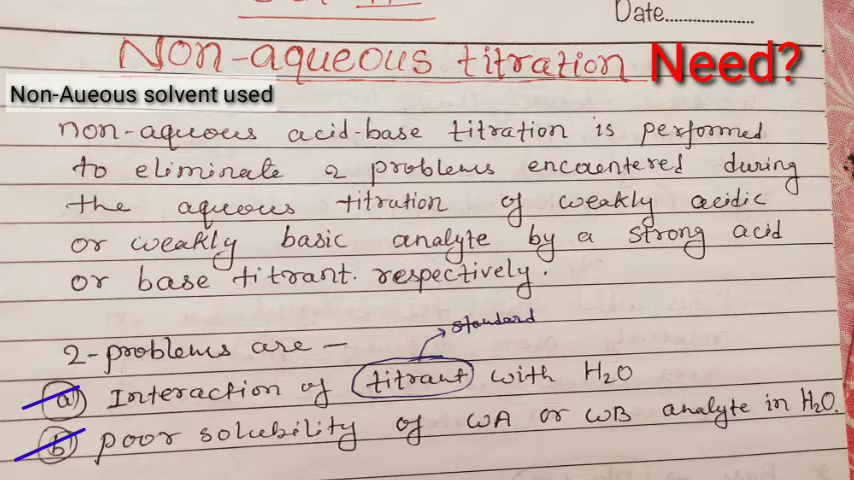 Date....................
Non-aqueous titration Need?
Non-Aueous solvent used
non-aqueous acid-base titration is performed
to eliminate 2 problems encountered during
the aqueous titration of weakly acidic
or weakly basic analyte by a strong acid
or base titrant. respectively.
standard
2-problems are —
a) Interaction of titrant with H2O
b) poor solubility of WA or WB analyte in H2O.